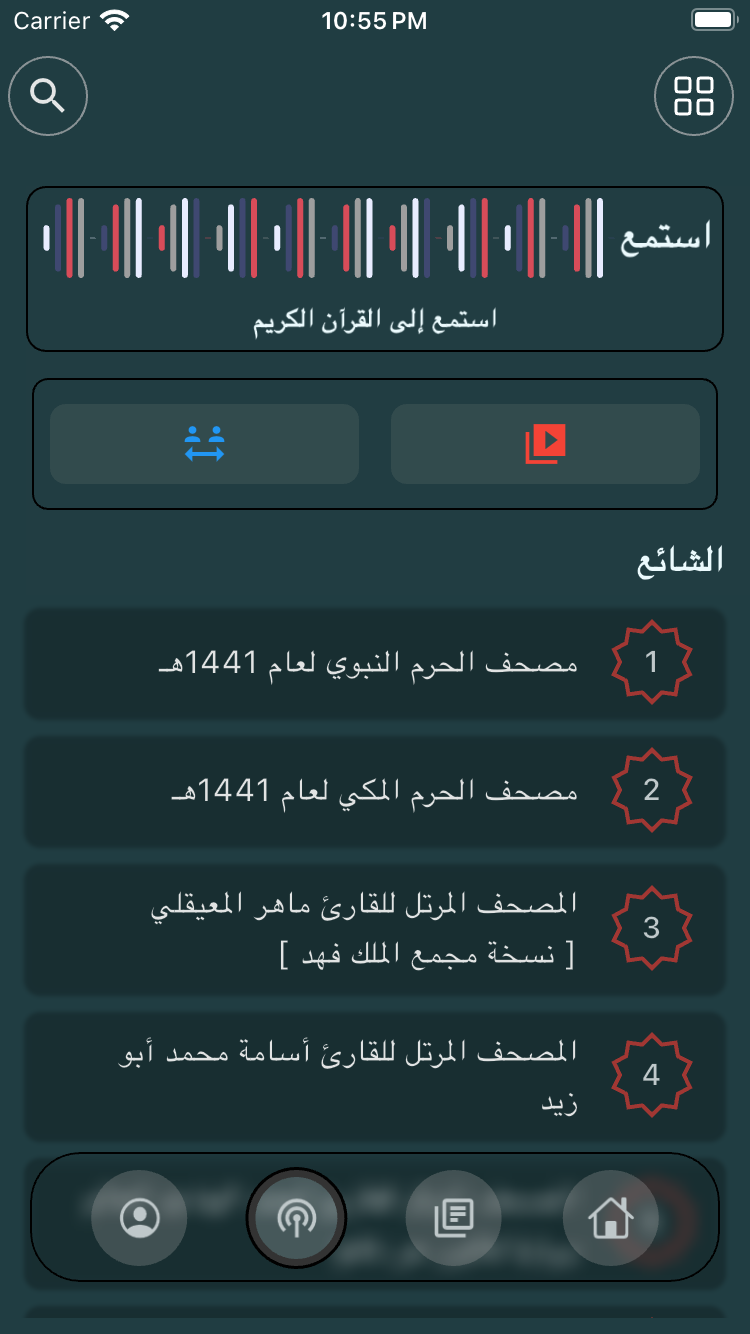 Carrier 10:55 PM
استمع
استمع إلى القرآن الكريم
الشائع
1 مصحف الحرم النبوي لعام 1441هـ
2 مصحف الحرم المكي لعام 1441هـ
3 المصحف المرتل للقارئ ماهر المعيقلي
[ نسخة مجمع الملك فهد ]
4 المصحف المرتل للقارئ أسامة محمد أبو
زيد